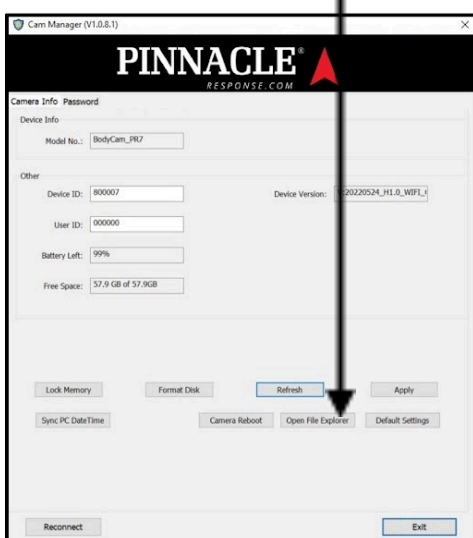 Cam Manager (V1.0.8.1)
PINNACLE®
RESPONSE.COM
Camera Info Password
Device Info
Model No.: BodyCam_PR7
Other
Device ID: 800007 Device Version: 20220524_H1.0_WIFI_
User ID: 000000
Battery Left: 99%
Free Space: 57.9 GB of 57.9GB
Lock Memory Format Disk Refresh Apply
Sync PC DateTime Camera Reboot Open File Explorer Default Settings
Reconnect Exit